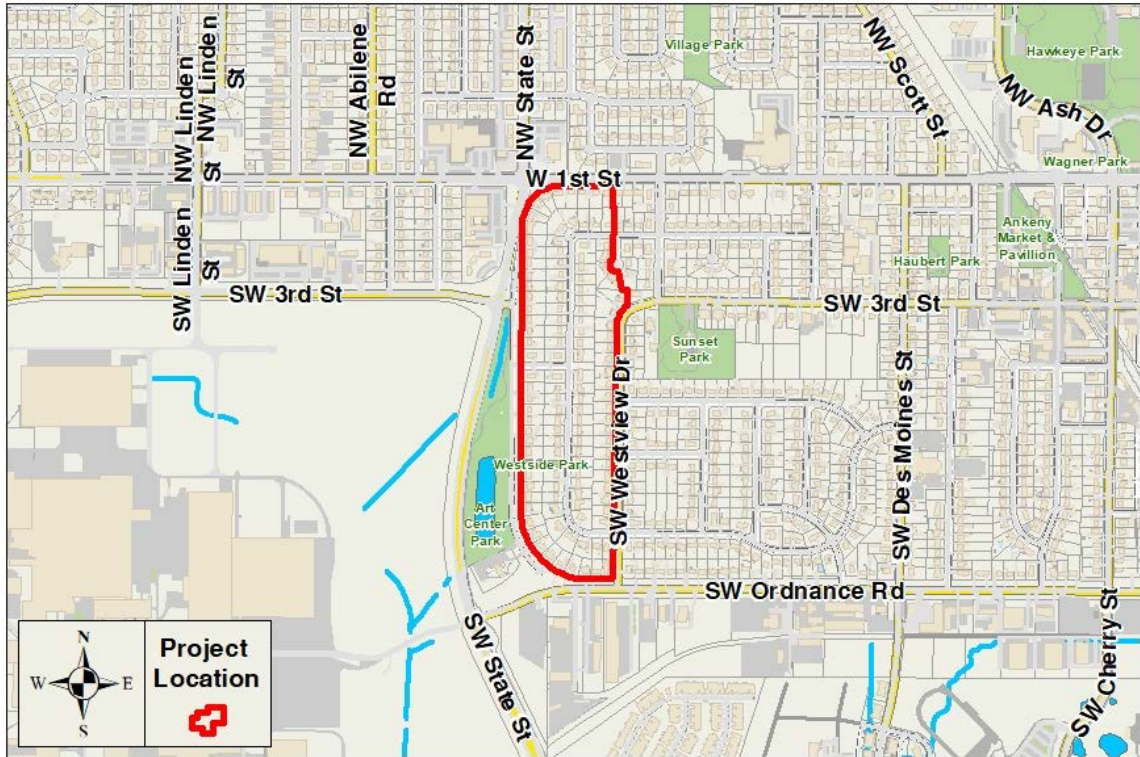 NW Linden
St
NW Linden
St
NW Abilene
Rd
NW State St
Village Park
NW Scott St
Hawkeye Park
NW Ash Dr
Wagner Park
W 1st St
SW Linden
St
SW 3rd St
Ankeny
Market &
Pavillion
Haubert Park
SW 3rd St
Sunset
Park
SW Westview Dr
SW Des Moines St
Westside Park
Art
Center
Park
SW Ordnance Rd
SW State St
SW Cherry St
N
W
E
S
Project
Location